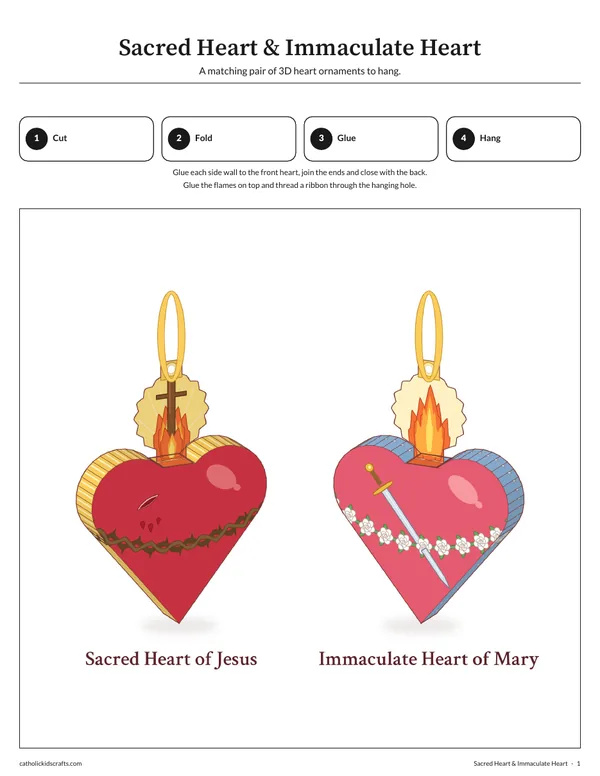 Sacred Heart & Immaculate Heart
A matching pair of 3D heart ornaments to hang.
1 Cut
2 Fold
3 Glue
4 Hang
Glue each side wall to the front heart, join the ends and close with the back.
Glue the flames on top and thread a ribbon through the hanging hole.
Sacred Heart of Jesus
Immaculate Heart of Mary
catholickidscrafts.com
Sacred Heart & Immaculate Heart - 1